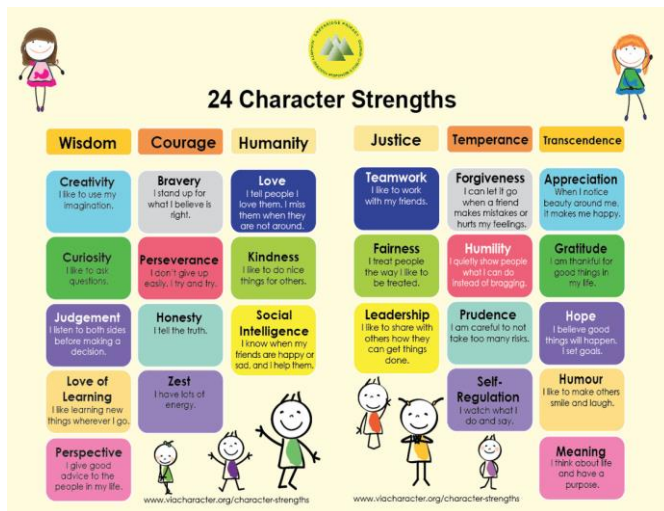 GREENRIDGE PRIMARY
24 Character Strengths
Wisdom
Courage
Humanity
Justice
Temperance
Transcendence
Creativity
I like to use my
imagination.
Bravery
I stand up for
what I believe is
right.
Love
I tell people I
love them. I miss
them when they
are not around.
Teamwork
I like to work
with my friends.
Forgiveness
I can let it go
when a friend
makes mistakes or
hurts my feelings.
Appreciation
When I notice
beauty around me.
It makes me happy.
Curiosity
I like to ask
questions.
Perseverance
I don't give up
easily. I try and try.
Kindness
I like to do nice
things for others.
Fairness
I treat people
the way I like to
be treated.
Humility
I quietly show people
what I can do
instead of bragging.
Gratitude
I am thankful for
good things in
my life.
Judgement
I listen to both sides
before making a
decision.
Honesty
I tell the truth.
Social
Intelligence
I know when my
friends are happy or
sad, and I help them.
Leadership
I like to share with
others how they
can get things
done.
Prudence
I am careful to not
take too many risks.
Hope
I believe good
things will happen.
I set goals.
Love of
Learning
I like learning new
things wherever I go.
Zest
I have lots of
energy.
Self-
Regulation
I watch what I
do and say.
Humour
I like to make others
smile and laugh.
Perspective
I give good
advice to the
people in my life.
Meaning
I think about life
and have a
purpose.
www.viacharacter.org/character-strengths
www.viacharacter.org/character-strengths